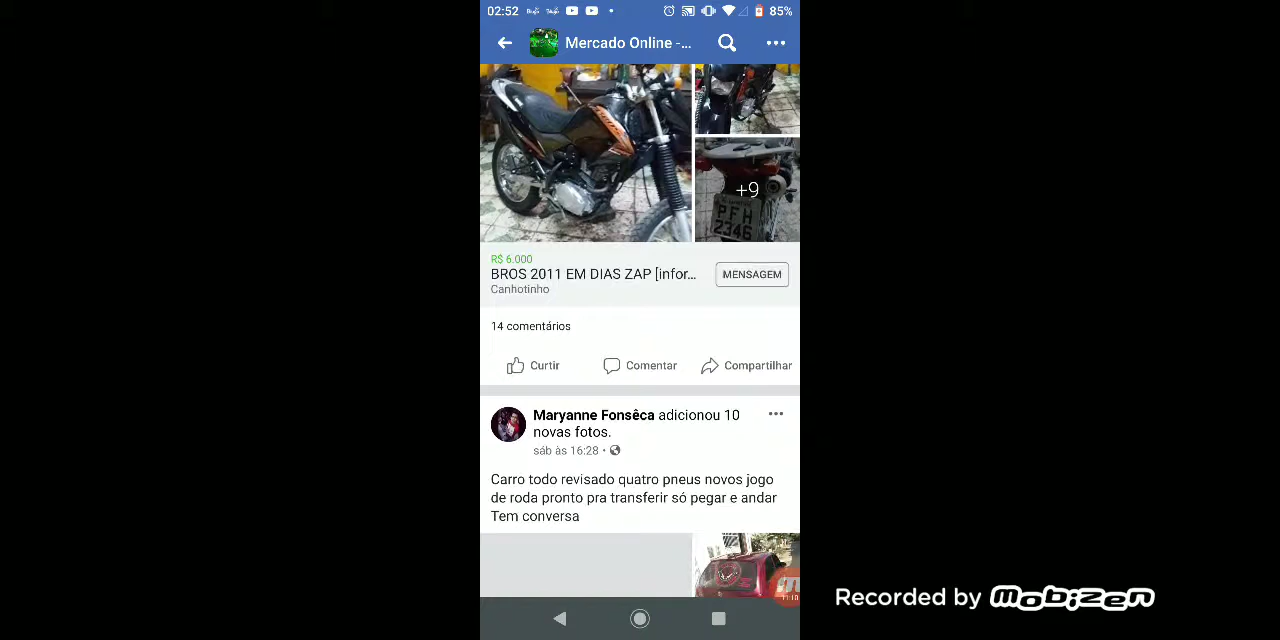 02:52
85%
Mercado Online -...
+9
PFH
2346
R$ 6.000
BROS 2011 EM DIAS ZAP [infor...
MENSAGEM
Canhotinho
14 comentários
Curtir
Comentar
Compartilhar
Maryanne Fonsêca adicionou 10
novas fotos.
sáb às 16:28 •
Carro todo revisado quatro pneus novos jogo
de roda pronto pra transferir só pegar e andar
Tem conversa
Recorded by mobizen